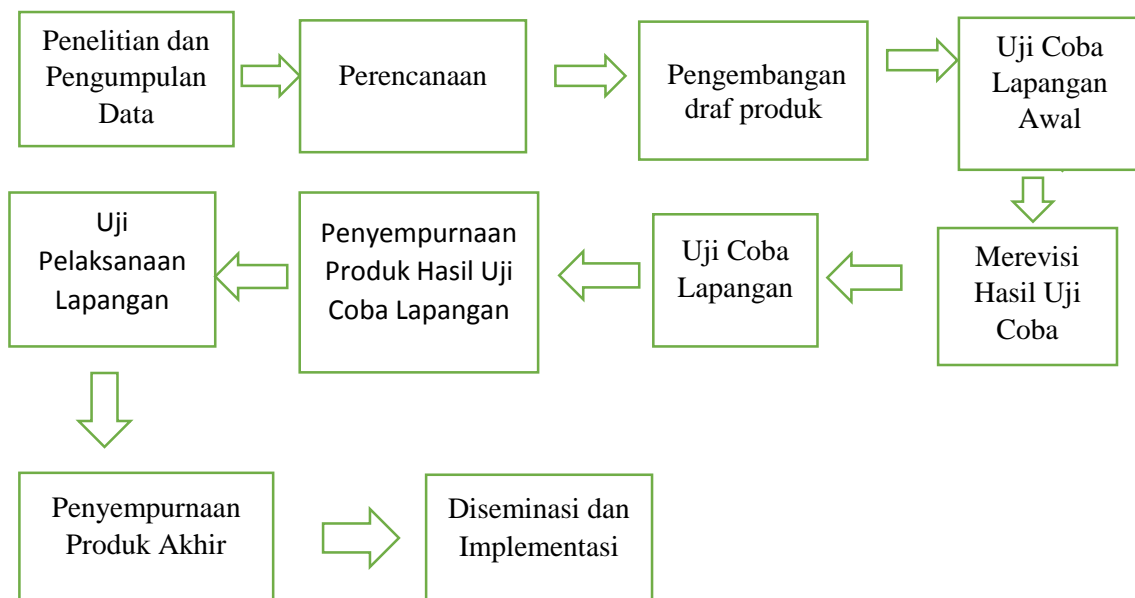 Penelitian dan
Pengumpulan
Data
Perencanaan
Pengembangan
draf produk
Uji Coba
Lapangan
Awal
Merevisi
Hasil Uji
Coba
Uji Coba
Lapangan
Penyempurnaan
Produk Hasil Uji
Coba Lapangan
Uji
Pelaksanaan
Lapangan
Penyempurnaan
Produk Akhir
Diseminasi dan
Implementasi